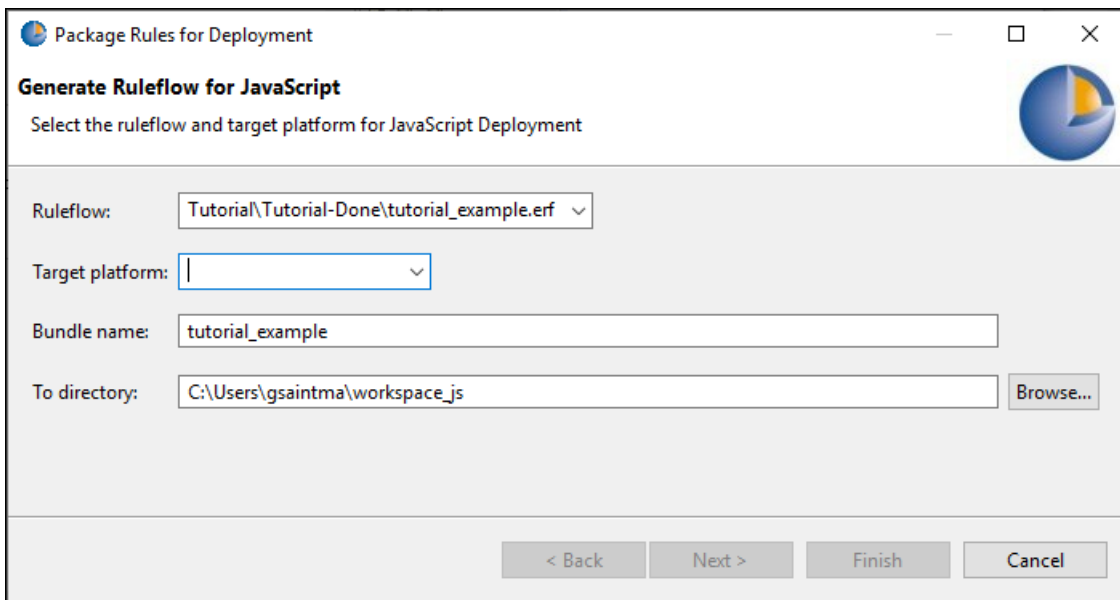 Package Rules for Deployment
Generate Ruleflow for JavaScript
Select the ruleflow and target platform for JavaScript Deployment
Ruleflow: Tutorial\Tutorial-Done\tutorial_example.erf
Target platform:
Bundle name: tutorial_example
To directory: C:\Users\gsaintma\workspace_js Browse...
< Back Next > Finish Cancel